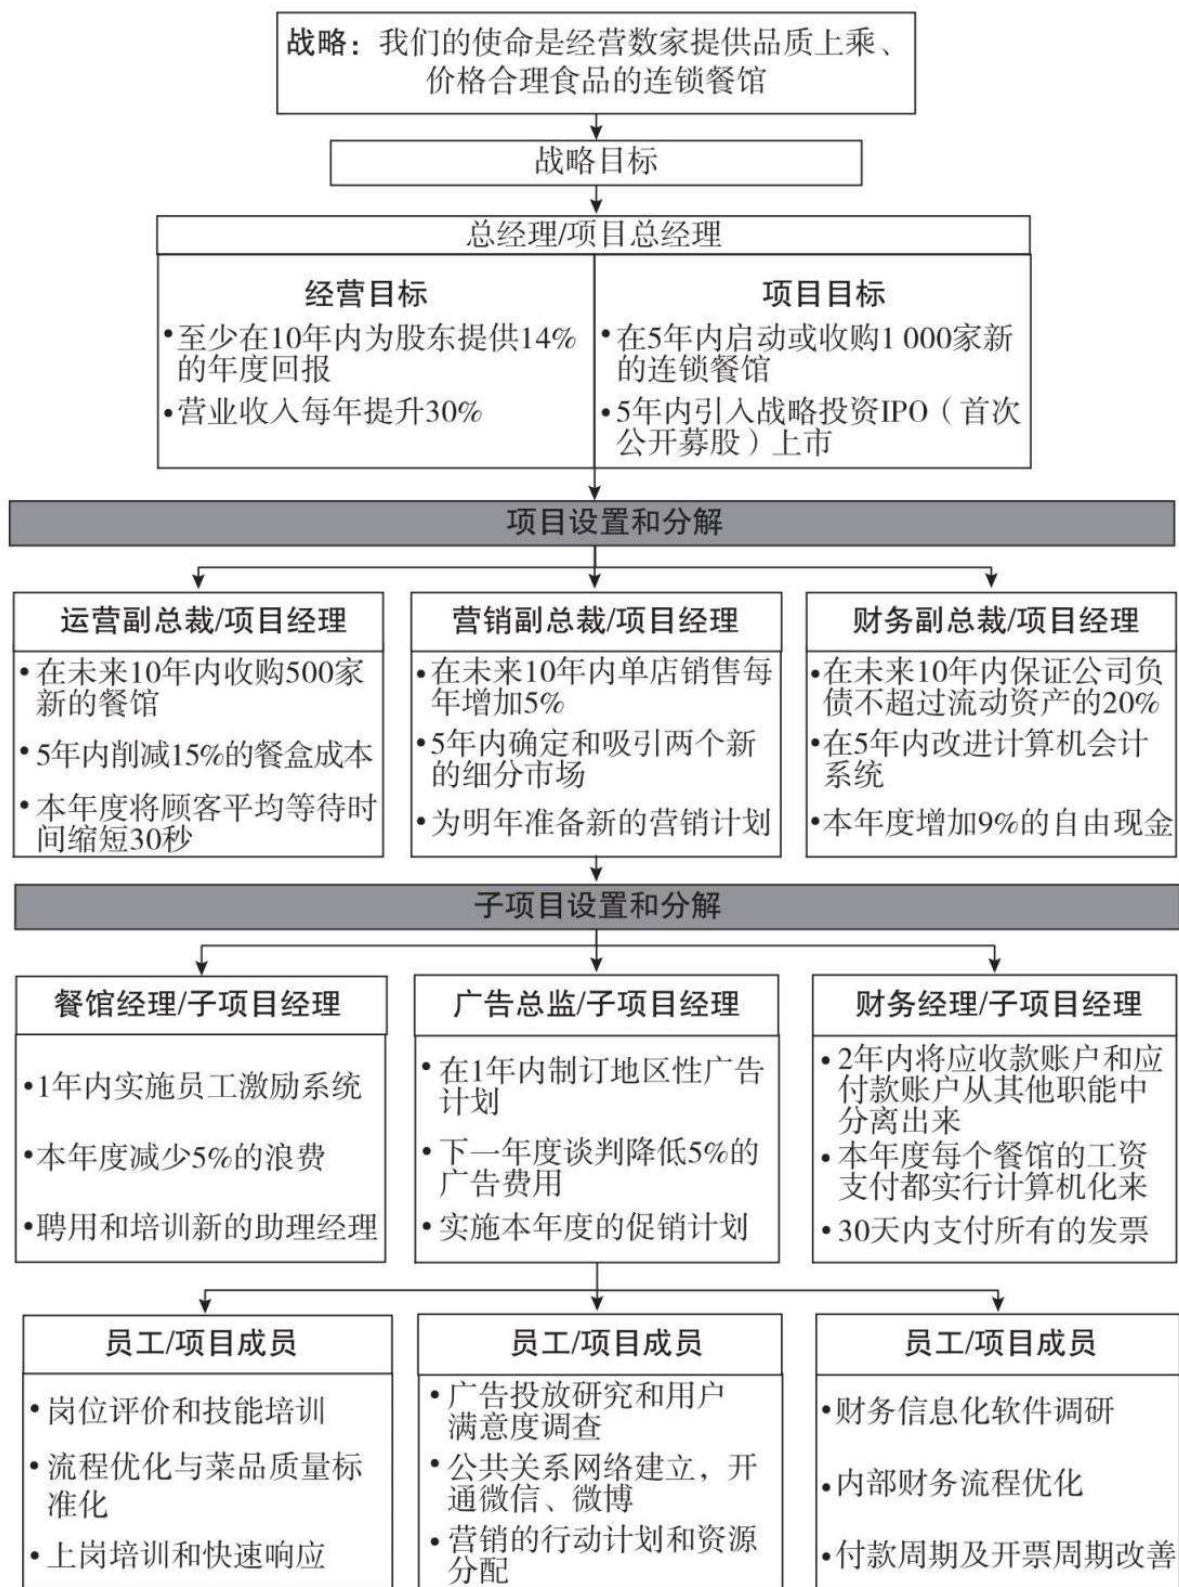 战略：我们的使命是经营数家提供品质上乘、
价格合理食品的连锁餐馆
战略目标
总经理/项目总经理
经营目标
•至少在10年内为股东提供14%
的年度回报
•营业收入每年提升30%
项目目标
•在5年内启动或收购1 000家新
的连锁餐馆
•5年内引入战略投资IPO（首次
公开募股）上市
项目设置和分解
运营副总裁/项目经理
•在未来10年内收购500家
新的餐馆
•5年内削减15%的餐盒成本
•本年度将顾客平均等待时
间缩短30秒
营销副总裁/项目经理
•在未来10年内单店销售每
年增加5%
•5年内确定和吸引两个新
的细分市场
•为明年准备新的营销计划
财务副总裁/项目经理
•在未来10年内保证公司负
债不超过流动资产的20%
•在5年内改进计算机会计
系统
•本年度增加9%的自由现金
子项目设置和分解
餐馆经理/子项目经理
•1年内实施员工激励系统
•本年度减少5%的浪费
•聘用和培训新的助理经理
广告总监/子项目经理
•在1年内制订地区性广告
计划
•下一年度谈判降低5%的
广告费用
•实施本年度的促销计划
财务经理/子项目经理
•2年内将应收款账户和应
付款账户从其他职能中
分离出来
•本年度每个餐馆的工资
支付都实行计算机化来
•30天内支付所有的发票
员工/项目成员
•岗位评价和技能培训
•流程优化与菜品质量标
准化
•上岗培训和快速响应
员工/项目成员
•广告投放研究和用户
满意度调查
•公共关系网络建立，开
通微信、微博
•营销的行动计划和资源
分配
员工/项目成员
•财务信息化软件调研
•内部财务流程优化
•付款周期及开票周期改善